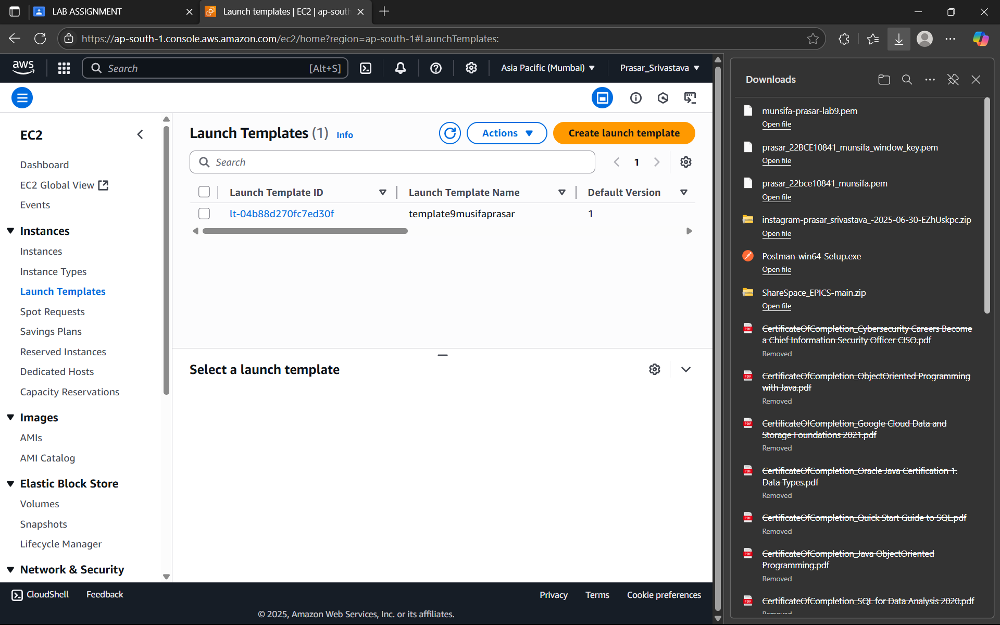 LAB ASSIGNMENT
Launch templates | EC2 | ap-south
https://ap-south-1.console.aws.amazon.com/ec2/home?region=ap-south-1#LaunchTemplates:
aws
Search [Alt+S]
Asia Pacific (Mumbai)
Prasar_Srivastava
EC2
Dashboard
EC2 Global View
Events
Instances
Instances
Instance Types
Launch Templates
Spot Requests
Savings Plans
Reserved Instances
Dedicated Hosts
Capacity Reservations
Images
AMIs
AMI Catalog
Elastic Block Store
Volumes
Snapshots
Lifecycle Manager
Network & Security
Launch Templates (1) Info
Actions
Create launch template
Search
1
Launch Template ID Launch Template Name Default Version
lt-04b88d270fc7ed30f template9musifaprasar 1
Select a launch template
CloudShell Feedback
Privacy Terms Cookie preferences
© 2025, Amazon Web Services, Inc. or its affiliates.
Downloads
munsifa-prasar-lab9.pem
Open file
prasar_22BCE10841_munsifa_window_key.pem
Open file
prasar_22bce10841_munsifa.pem
Open file
instagram-prasar_srivastava_-2025-06-30-EZhUskpc.zip
Open file
Postman-win64-Setup.exe
Open file
ShareSpace_EPICS-main.zip
Open file
PDF
CertificateOfCompletion_Cybersecurity Careers Become
a Chief Information Security Officer CISO.pdf
Removed
PDF
CertificateOfCompletion_ObjectOriented Programming
with Java.pdf
Removed
PDF
CertificateOfCompletion_Google Cloud Data and
Storage Foundations 2021.pdf
Removed
PDF
CertificateOfCompletion_Oracle Java Certification 1.
Data Types.pdf
Removed
PDF
CertificateOfCompletion_Quick Start Guide to SQL.pdf
Removed
PDF
CertificateOfCompletion_Java ObjectOriented
Programming.pdf
Removed
PDF
CertificateOfCompletion_SQL for Data Analysis 2020.pdf
Removed